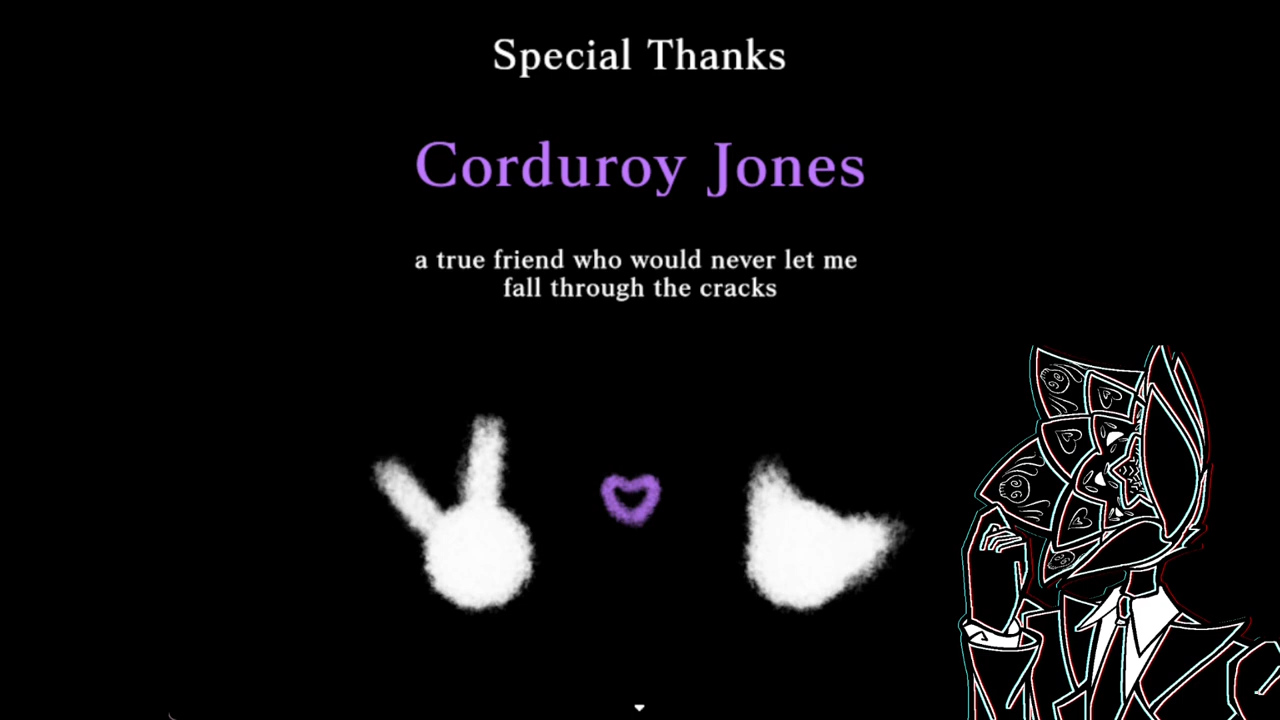 Special Thanks
Corduroy Jones
a true friend who would never let me
fall through the cracks